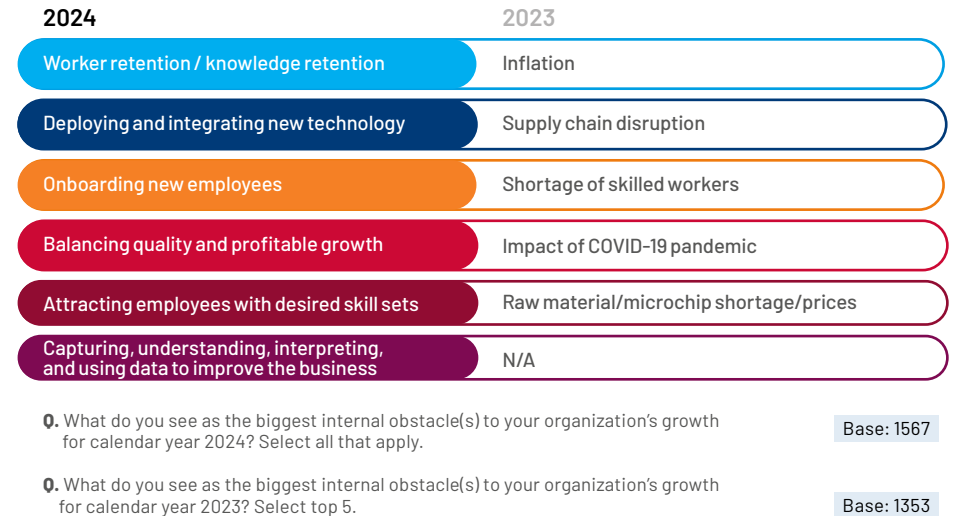 2024 2023
Worker retention / knowledge retention Inflation
Deploying and integrating new technology Supply chain disruption
Onboarding new employees Shortage of skilled workers
Balancing quality and profitable growth Impact of COVID-19 pandemic
Attracting employees with desired skill sets Raw material/microchip shortage/prices
Capturing, understanding, interpreting,
and using data to improve the business N/A
Q. What do you see as the biggest internal obstacle(s) to your organization’s growth
for calendar year 2024? Select all that apply. Base: 1567
Q. What do you see as the biggest internal obstacle(s) to your organization’s growth
for calendar year 2023? Select top 5. Base: 1353